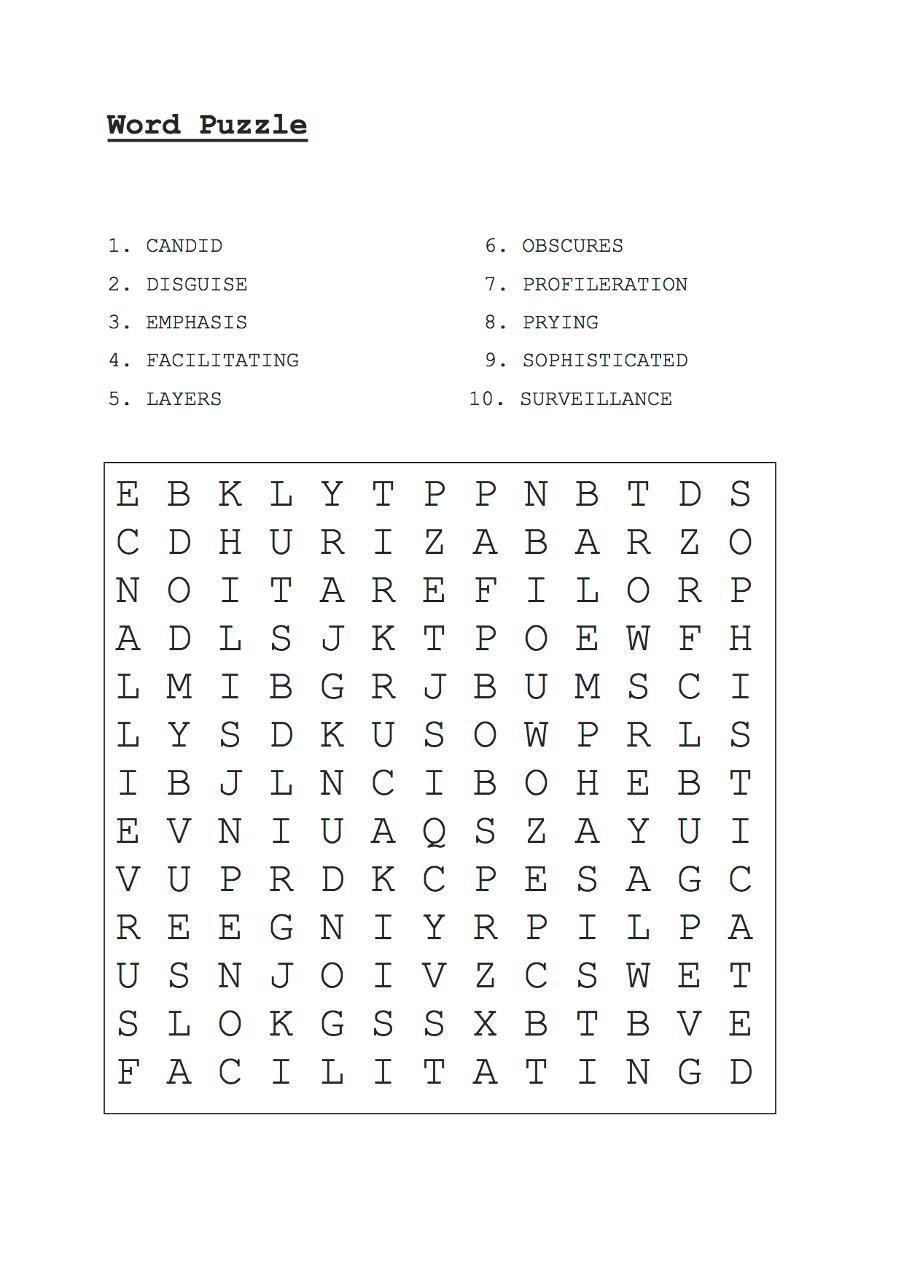 Word Puzzle
1. CANDID 6. OBSCURES
2. DISGUISE 7. PROFILERATION
3. EMPHASIS 8. PRYING
4. FACILITATING 9. SOPHISTICATED
5. LAYERS 10. SURVEILLANCE
E B K L Y T P P N B T D S
C D H U R I Z A B A R Z O
N O I T A R E F I L O R P
A D L S J K T P O E W F H
L M I B G R J B U M S C I
L Y S D K U S O W P R L S
I B J L N C I B O H E B T
E V N I U A Q S Z A Y U I
V U P R D K C P E S A G C
R E E G N I Y R P I L P A
U S N J O I V Z C S W E T
S L O K G S S X B T B V E
F A C I L I T A T I N G D